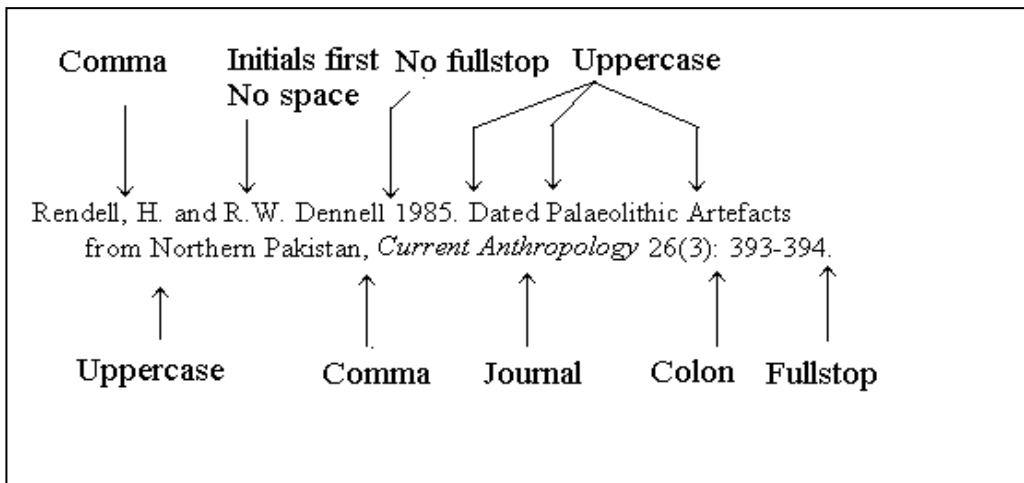 Comma Initials first No fullstop Uppercase
No space
Rendell, H. and R.W. Dennell 1985. Dated Palaeolithic Artefacts
from Northern Pakistan, Current Anthropology 26(3): 393-394.
Uppercase Comma Journal Colon Fullstop